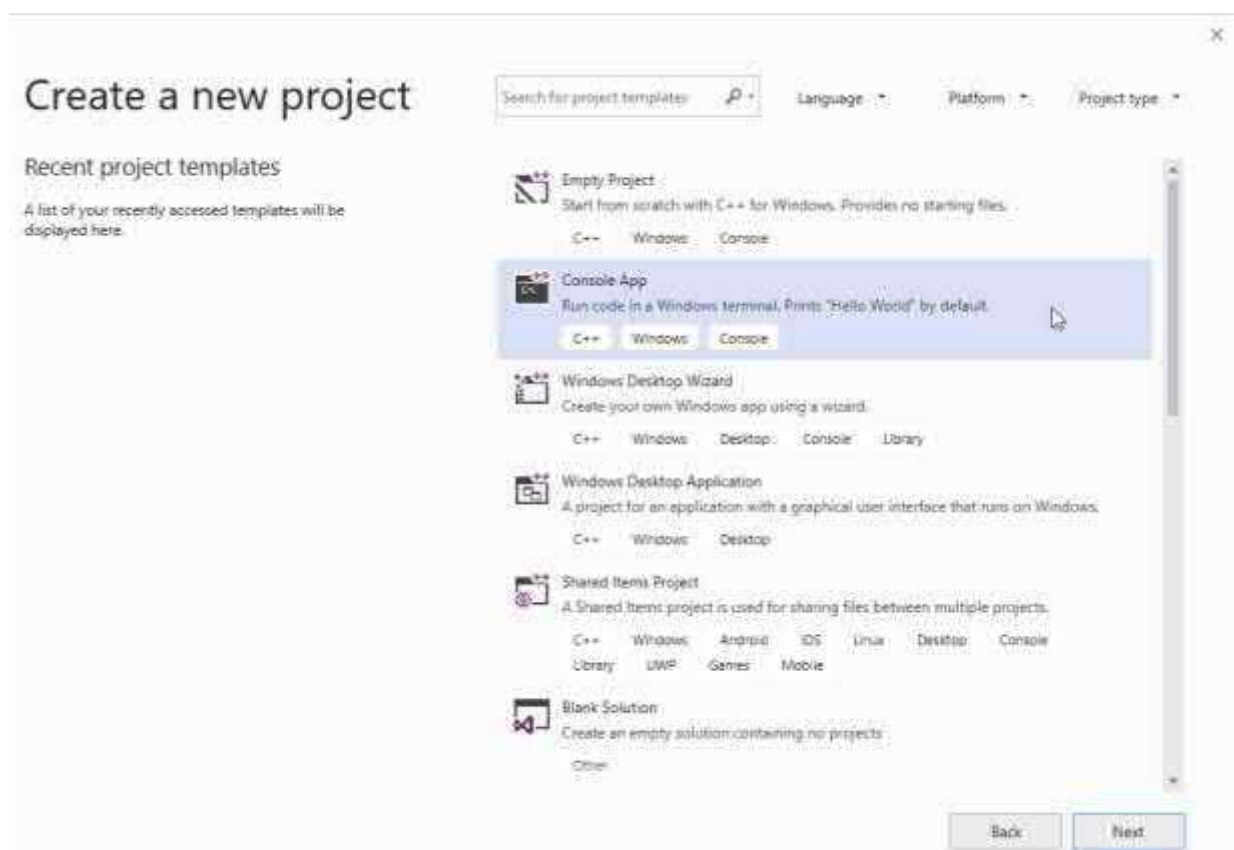 Create a new project
Search for project templates
Language
Platform
Project type
Recent project templates
A list of your recently accessed templates will be
displayed here.
Empty Project
Start from scratch with C++ for Windows. Provides no starting files.
C++ Windows Console
Console App
Run code in a Windows terminal. Prints "Hello World" by default.
C++ Windows Console
Windows Desktop Wizard
Create your own Windows app using a wizard.
C++ Windows Desktop Console Library
Windows Desktop Application
A project for an application with a graphical user interface that runs on Windows.
C++ Windows Desktop
Shared Items Project
A Shared Items project is used for sharing files between multiple projects.
C++ Windows Android iOS Linux Desktop Console
Library UWP Games Mobile
Blank Solution
Create an empty solution containing no projects
Other
Back
Next